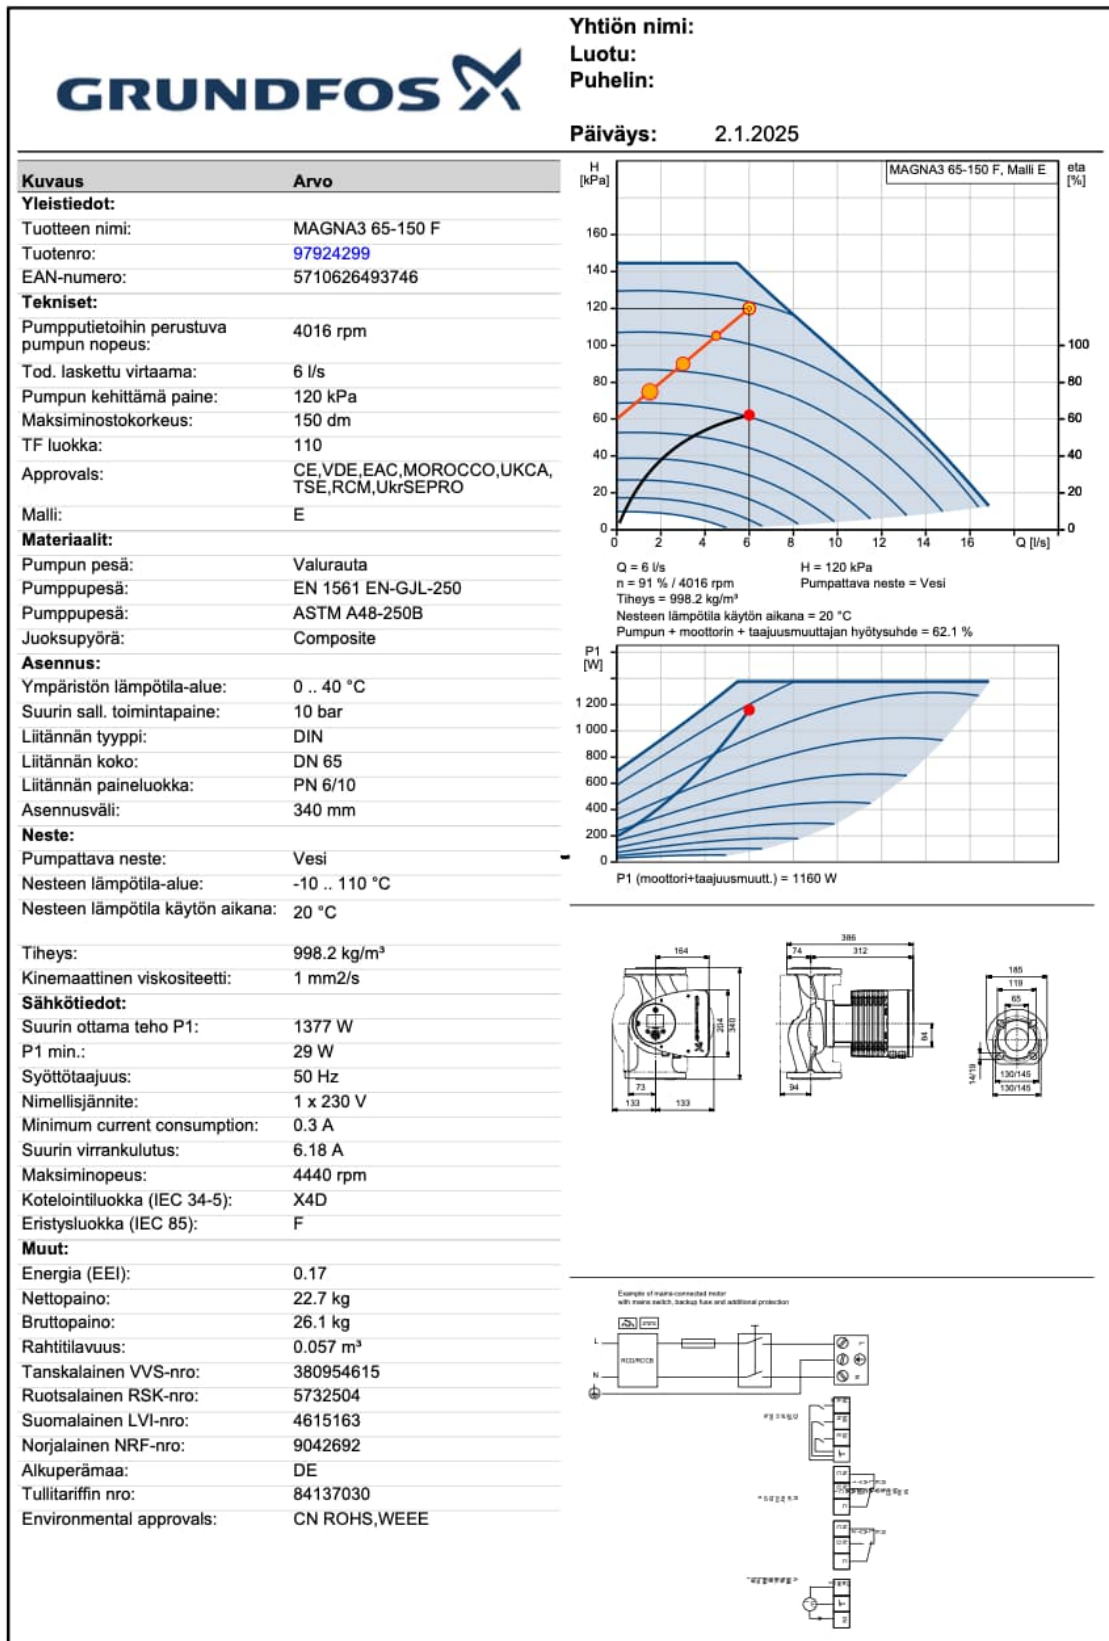 GRUNDFOS
Yhtiön nimi:
Luotu:
Puhelin:
Päiväys: 2.1.2025
Kuvaus Arvo
Yleistiedot:
Tuotteen nimi: MAGNA3 65-150 F
Tuotenro: 97924299
EAN-numero: 5710626493746
Tekniset:
Pumpputietoihin perustuva
pumpun nopeus: 4016 rpm
Tod. laskettu virtaama: 6 l/s
Pumpun kehittämä paine: 120 kPa
Maksiminostokorkeus: 150 dm
TF luokka: 110
Approvals: CE,VDE,EAC,MOROCCO,UKCA,
TSE,RCM,UkrSEPRO
Malli: E
Materiaalit:
Pumpun pesä: Valurauta
Pumppupesä: EN 1561 EN-GJL-250
Pumppupesä: ASTM A48-250B
Juoksupyörä: Composite
Asennus:
Ympäristön lämpötila-alue: 0 .. 40 °C
Suurin sall. toimintapaine: 10 bar
Liitännän tyyppi: DIN
Liitännän koko: DN 65
Liitännän paineluokka: PN 6/10
Asennusväli: 340 mm
Neste:
Pumpattava neste: Vesi
Nesteen lämpötila-alue: -10 .. 110 °C
Nesteen lämpötila käytön aikana: 20 °C
Tiheys: 998.2 kg/m³
Kinemaattinen viskositeetti: 1 mm2/s
Sähkötiedot:
Suurin ottama teho P1: 1377 W
P1 min.: 29 W
Syöttötaajuus: 50 Hz
Nimellisjännite: 1 x 230 V
Minimum current consumption: 0.3 A
Suurin virrankulutus: 6.18 A
Maksiminopeus: 4440 rpm
Kotelointiluokka (IEC 34-5): X4D
Eristysluokka (IEC 85): F
Muut:
Energia (EEI): 0.17
Nettopaino: 22.7 kg
Bruttopaino: 26.1 kg
Rahtitilavuus: 0.057 m³
Tanskalainen VVS-nro: 380954615
Ruotsalainen RSK-nro: 5732504
Suomalainen LVI-nro: 4615163
Norjalainen NRF-nro: 9042692
Alkuperämaa: DE
Tullitariffin nro: 84137030
Environmental approvals: CN ROHS,WEEE
H
[kPa]
MAGNA3 65-150 F, Malli E
eta
[%]
160
140
120
100 100
80 80
60 60
40 40
20 20
0 0
0 2 4 6 8 10 12 14 16 Q [l/s]
Q = 6 l/s H = 120 kPa
n = 91 % / 4016 rpm Pumpattava neste = Vesi
Tiheys = 998.2 kg/m³
Nesteen lämpötila käytön aikana = 20 °C
Pumpun + moottorin + taajuusmuuttajan hyötysuhde = 62.1 %
P1
[W]
1 200
1 000
800
600
400
200
0
P1 (moottori+taajuusmuutt.) = 1160 W
164
204
340
73
133 133
386
74 312
84
94
185
119
65
14/19
130/145
130/145
Example of mains-connected motor
with mains switch, backup fuse and additional protection
L
RCD/RCCB
N
L
N